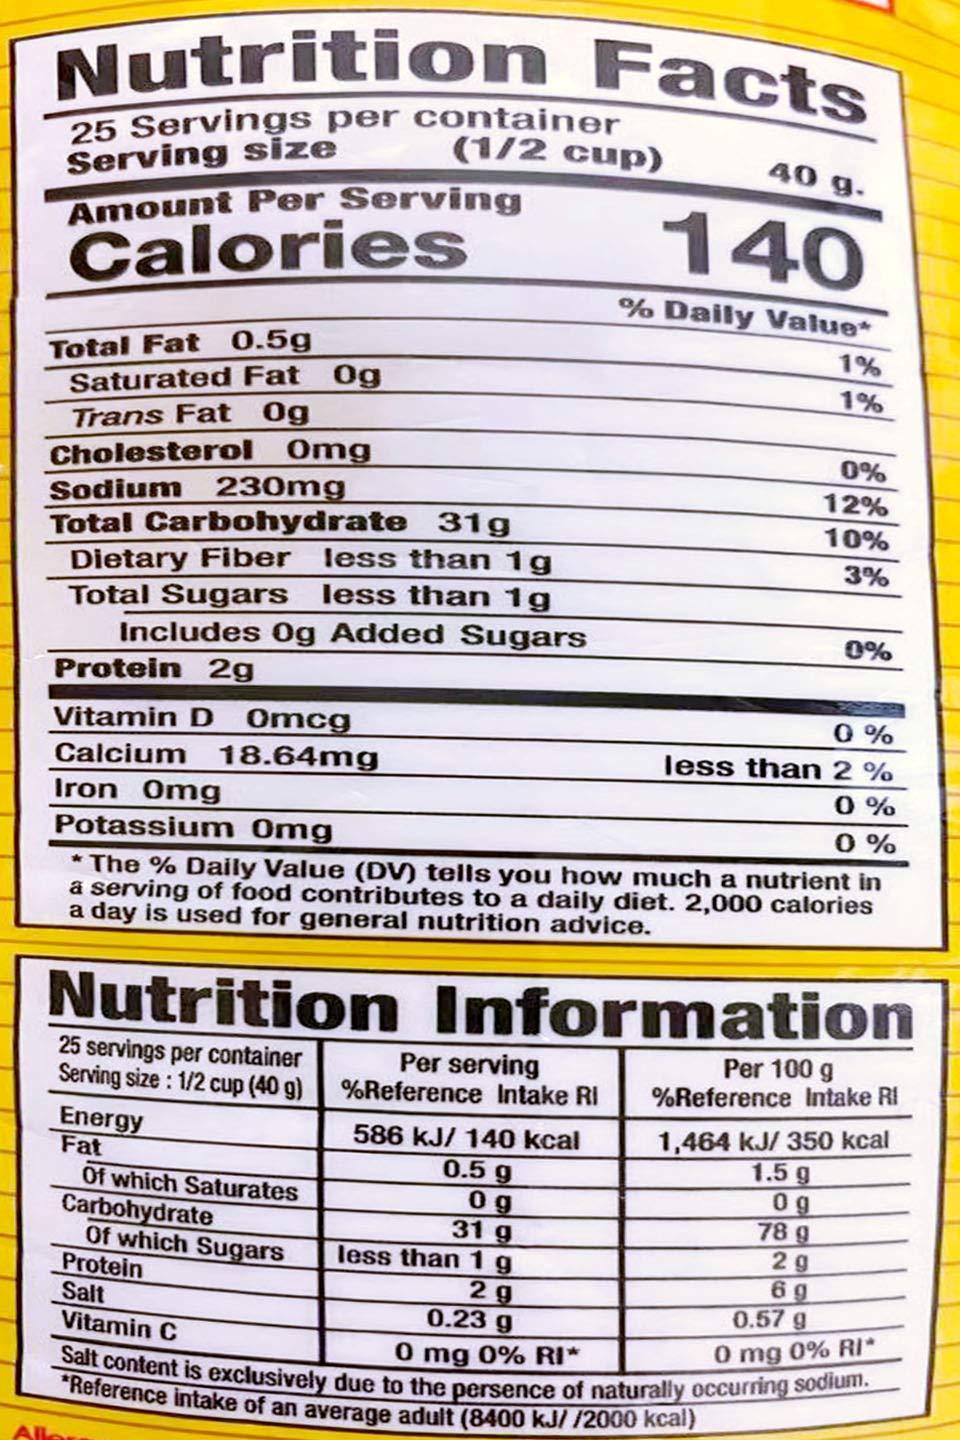 Nutrition Facts
25 Servings per container
Serving size (1/2 cup) 40 g.
Amount Per Serving
Calories 140
% Daily Value*
Total Fat 0.5g 1%
Saturated Fat 0g 1%
Trans Fat 0g
Cholesterol 0mg 0%
Sodium 230mg 12%
Total Carbohydrate 31g 10%
Dietary Fiber less than 1g 3%
Total Sugars less than 1g
Includes 0g Added Sugars 0%
Protein 2g
Vitamin D 0mcg 0 %
Calcium 18.64mg less than 2 %
Iron 0mg 0 %
Potassium 0mg 0 %
* The % Daily Value (DV) tells you how much a nutrient in
a serving of food contributes to a daily diet. 2,000 calories
a day is used for general nutrition advice.
Nutrition Information
25 servings per container Per serving Per 100 g
Serving size : 1/2 cup (40 g) %Reference Intake RI %Reference Intake RI
Energy 586 kJ/ 140 kcal 1,464 kJ/ 350 kcal
Fat 0.5 g 1.5 g
Of which Saturates 0 g 0 g
Carbohydrate 31 g 78 g
Of which Sugars less than 1 g 2 g
Protein 2 g 6 g
Salt 0.23 g 0.57 g
Vitamin C 0 mg 0% RI* 0 mg 0% RI*
Salt content is exclusively due to the persence of naturally occurring sodium.
*Reference intake of an average adult (8400 kJ/ /2000 kcal)